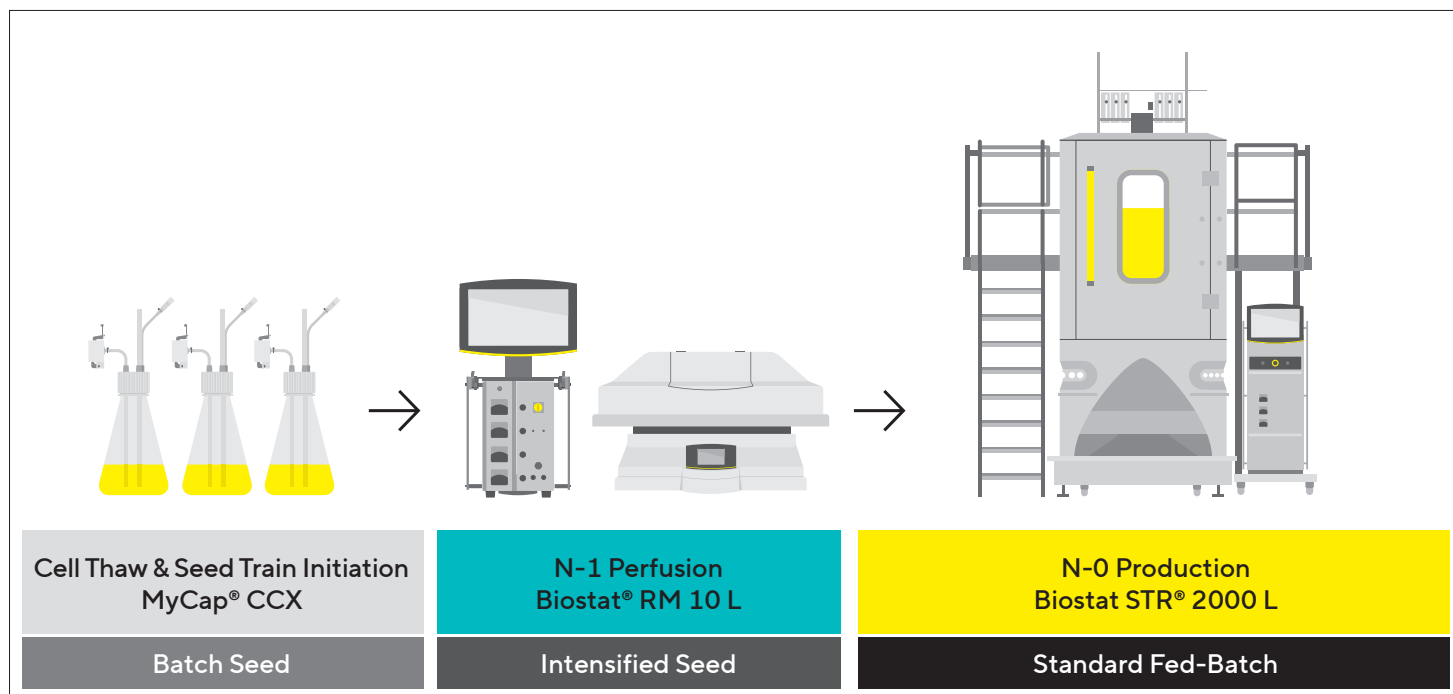 Cell Thaw & Seed Train Initiation
MyCap® CCX
Batch Seed
N-1 Perfusion
Biostat® RM 10 L
Intensified Seed
N-0 Production
Biostat STR® 2000 L
Standard Fed-Batch